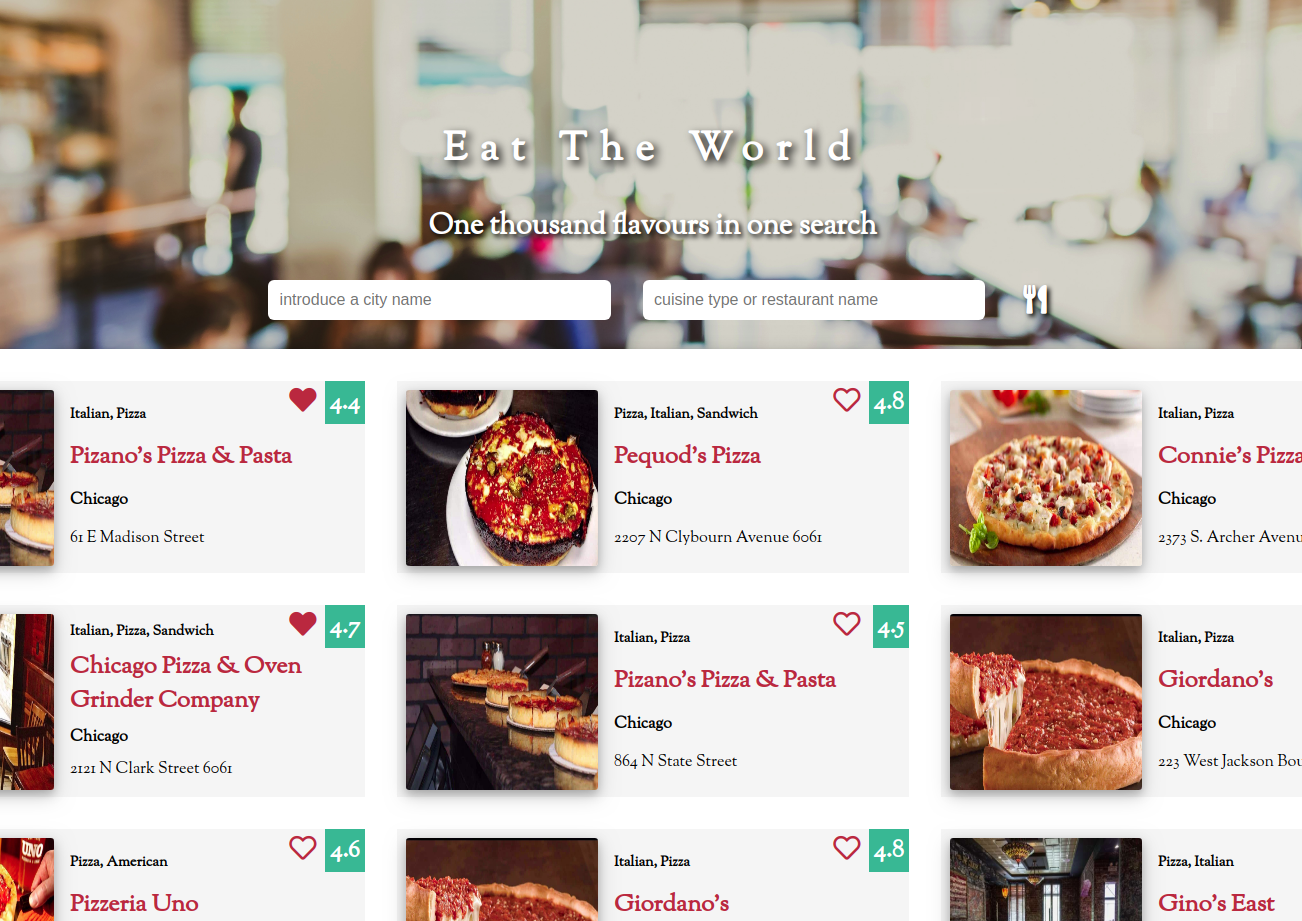 Eat The World
One thousand flavours in one search
introduce a city name
cuisine type or restaurant name
Italian, Pizza
4.4
Pizano's Pizza & Pasta
Chicago
61 E Madison Street
Pizza, Italian, Sandwich
4.8
Pequod's Pizza
Chicago
2207 N Clybourn Avenue 6061
Italian, Pizza
Connie's Pizza
Chicago
2373 S. Archer Avenu
Italian, Pizza, Sandwich
4.7
Chicago Pizza & Oven
Grinder Company
Chicago
2121 N Clark Street 6061
Italian, Pizza
4.5
Pizano's Pizza & Pasta
Chicago
864 N State Street
Italian, Pizza
Giordano's
Chicago
223 West Jackson Bou
UNO
Pizza, American
4.6
Pizzeria Uno
Italian, Pizza
4.8
Giordano's
Pizza, Italian
Gino's East